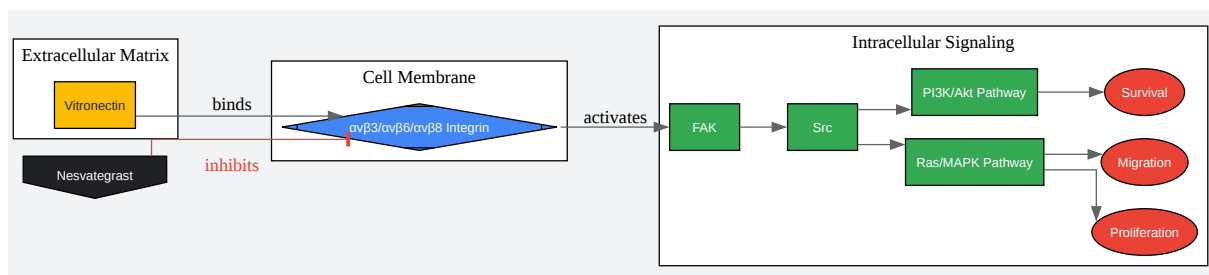 Extracellular Matrix
Vitronectin
Nesvategrast
binds
inhibits
Cell Membrane
αvβ3/αvβ6/αvβ8 Integrin
activates
Intracellular Signaling
FAK
Src
PI3K/Akt Pathway
Survival
Ras/MAPK Pathway
Migration
Proliferation